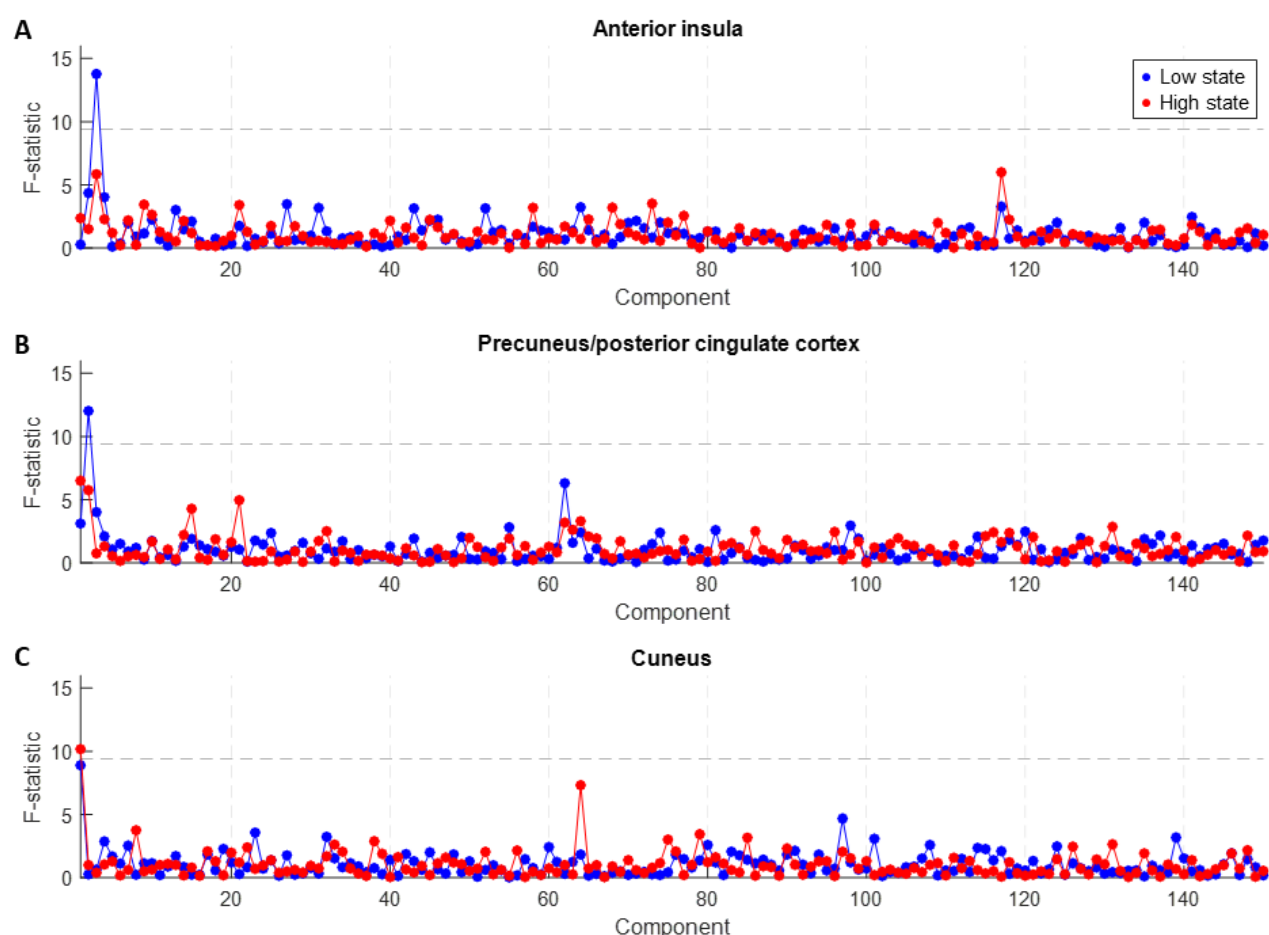 A
Anterior insula
15
10
5
0
F-statistic
Low state
High state
20 40 60 80 100 120 140
Component
B
Precuneus/posterior cingulate cortex
15
10
5
0
F-statistic
20 40 60 80 100 120 140
Component
C
Cuneus
15
10
5
0
F-statistic
20 40 60 80 100 120 140
Component